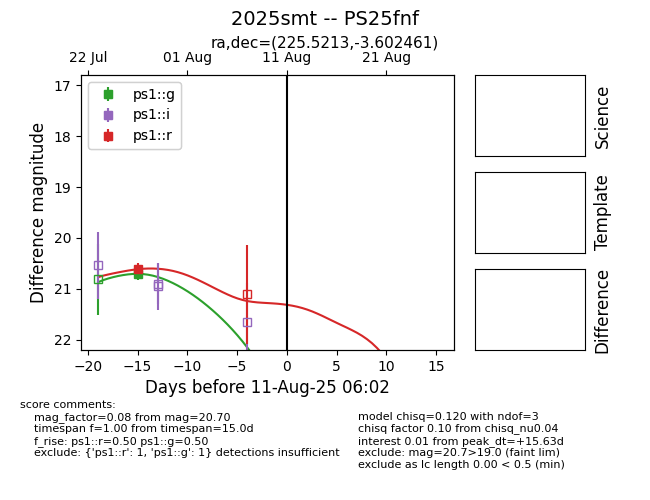 2025smt -- PS25fnf
ra,dec=(225.5213,-3.602461)
22 Jul 01 Aug 11 Aug 21 Aug
ps1::g
ps1::i
ps1::r
17
18
19
20
21
22
Difference magnitude
−20 −15 −10 −5 0 5 10 15
Days before 11-Aug-25 06:02
Science
Template
Difference
score comments:
mag_factor=0.08 from mag=20.70
timespan f=1.00 from timespan=15.0d
f_rise: ps1::r=0.50 ps1::g=0.50
exclude: {'ps1::r': 1, 'ps1::g': 1} detections insufficient
model chisq=0.120 with ndof=3
chisq factor 0.10 from chisq_nu0.04
interest 0.01 from peak_dt=+15.63d
exclude: mag=20.7>19.0 (faint lim)
exclude as lc length 0.00 < 0.5 (min)